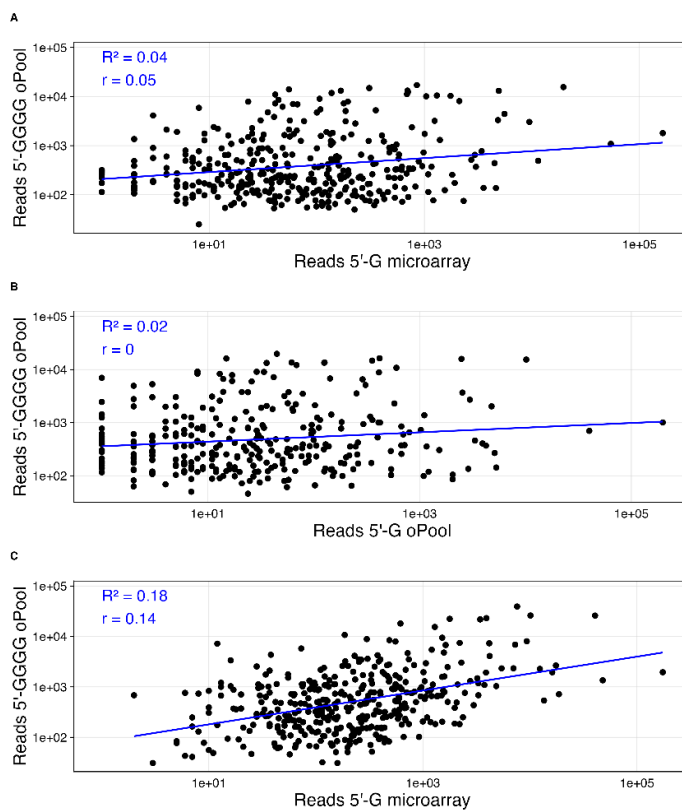 A
R² = 0.04
r = 0.05
1e+05
1e+04
1e+03
1e+02
Reads 5'-GGGG oPool
1e+01
1e+03
1e+05
Reads 5'-G microarray
B
R² = 0.02
r = 0
1e+05
1e+04
1e+03
1e+02
Reads 5'-GGGG oPool
1e+01
1e+03
1e+05
Reads 5'-G oPool
C
R² = 0.18
r = 0.14
1e+05
1e+04
1e+03
1e+02
Reads 5'-GGGG oPool
1e+01
1e+03
1e+05
Reads 5'-G microarray